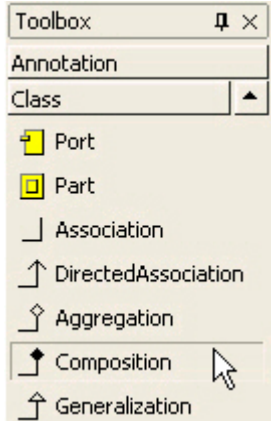 Toolbox
Annotation
Class
Port
Part
Association
DirectedAssociation
Aggregation
Composition
Generalization